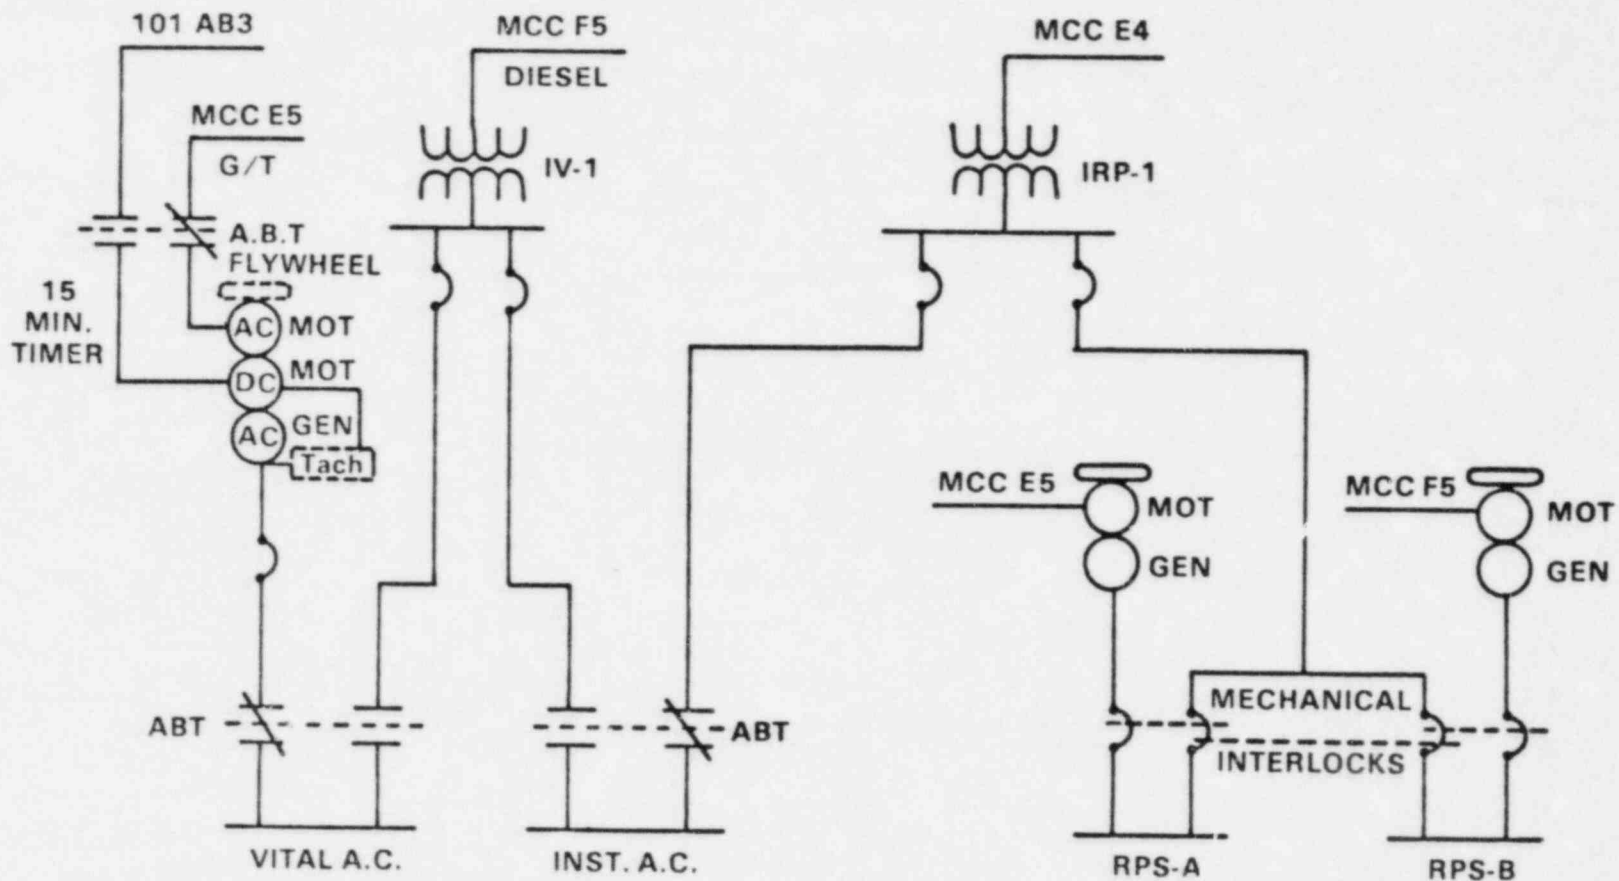 101 AB3
MCC F5
DIESEL
MCC E4
MCC E5
G/T
IV-1
IRP-1
A.B.T
FLYWHEEL
15
MIN.
TIMER
AC MOT
DC MOT
AC GEN
Tach
MCC E5
MOT
GEN
MCC F5
MOT
GEN
ABT
ABT
MECHANICAL
INTERLOCKS
VITAL A.C.
INST. A.C.
RPS-A
RPS-B